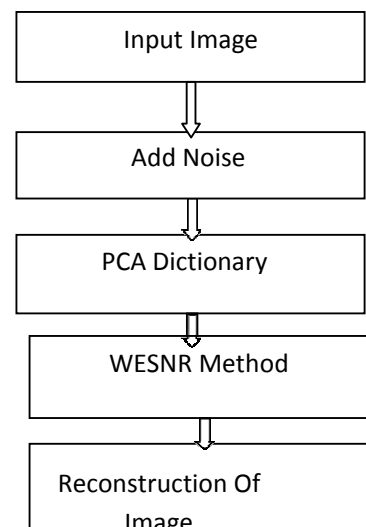 Input Image
Add Noise
PCA Dictionary
WESNR Method
Reconstruction Of
Image